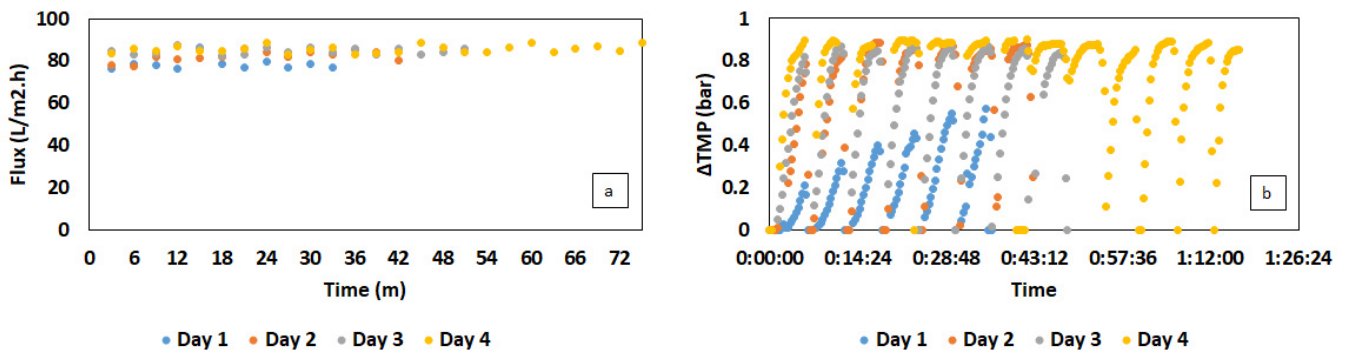 100
80
60
40
20
0
Flux (L/m2.h)
a
0 6 12 18 24 30 36 42 48 54 60 66 72
Time (m)
Day 1 Day 2 Day 3 Day 4
1
0.8
0.6
0.4
0.2
0
ΔTMP (bar)
b
0:00:00 0:14:24 0:28:48 0:43:12 0:57:36 1:12:00 1:26:24
Time
Day 1 Day 2 Day 3 Day 4